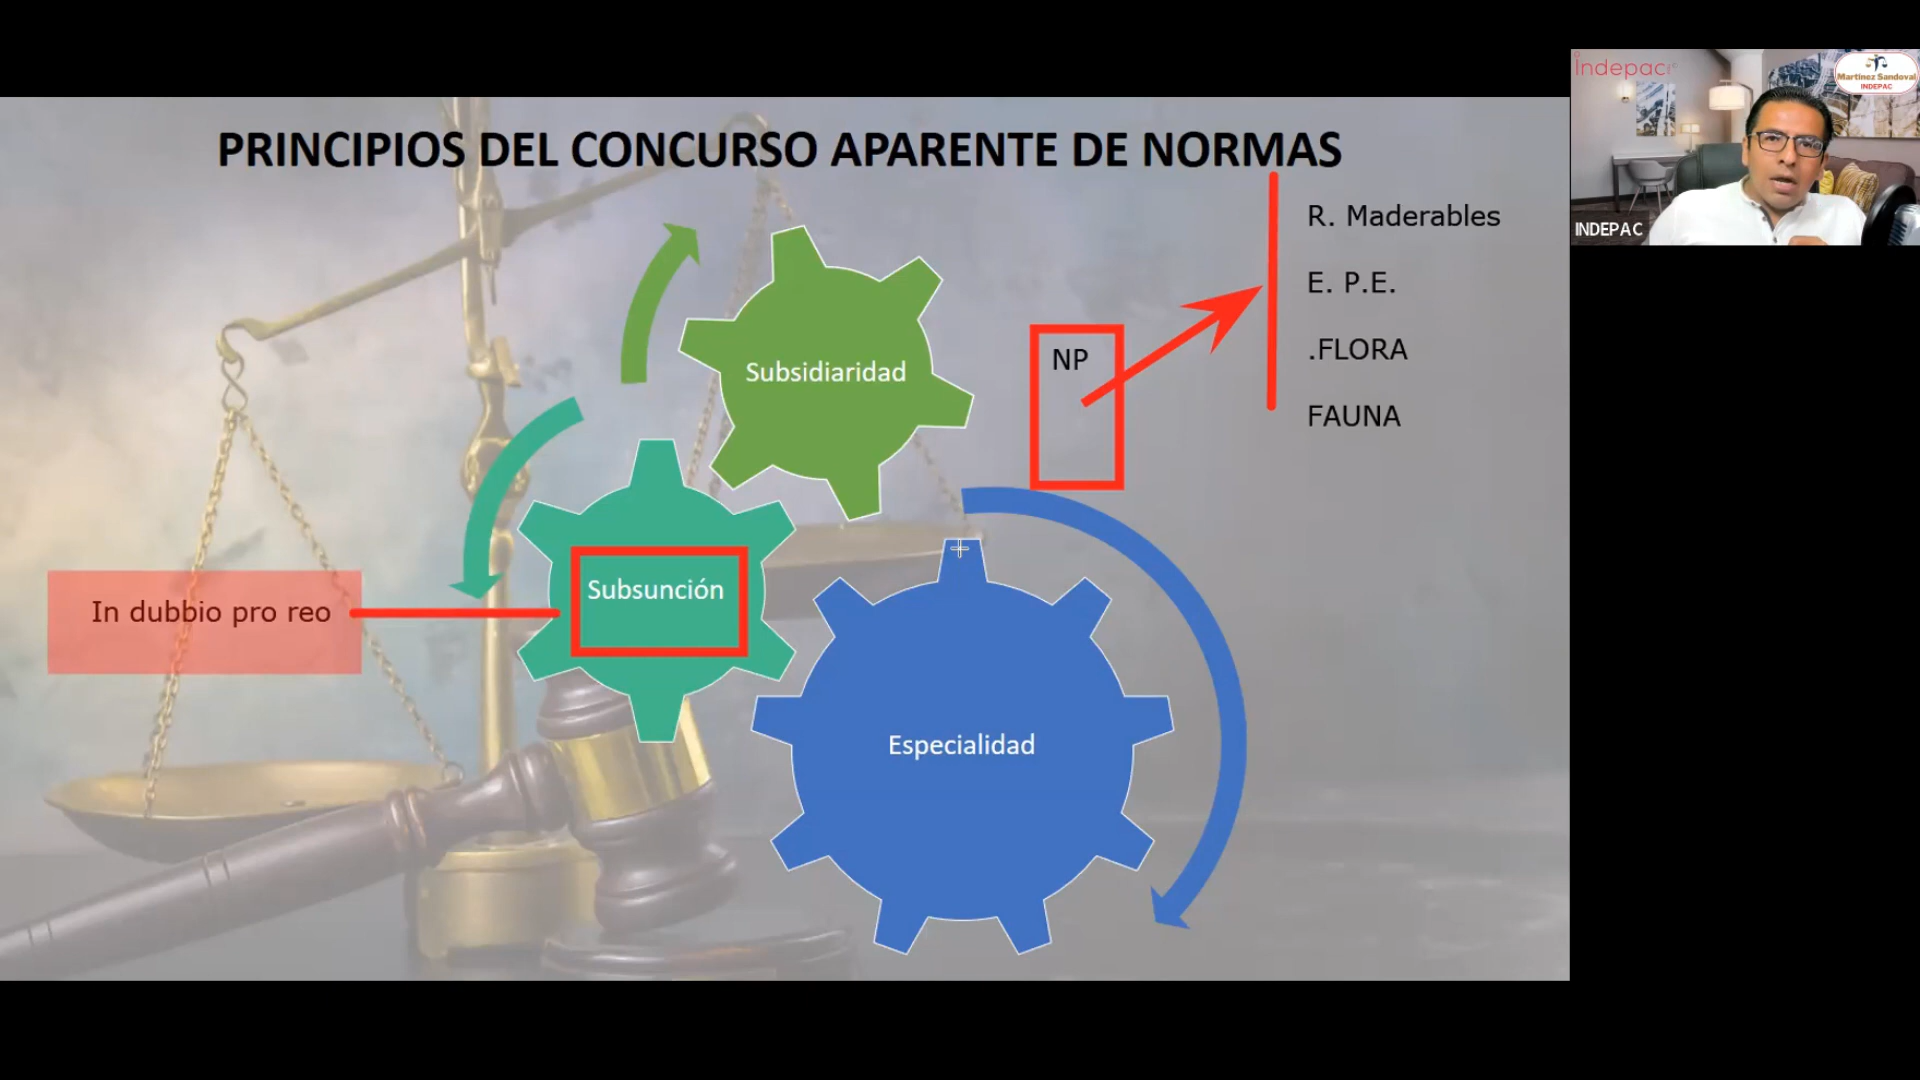 PRINCIPIOS DEL CONCURSO APARENTE DE NORMAS
R. Maderables
E. P.E.
.FLORA
FAUNA
NP
Subsidiaridad
Subsunción
In dubbio pro reo
Especialidad
Indepac
Martínez Sandoval
INDEPAC
INDEPAC